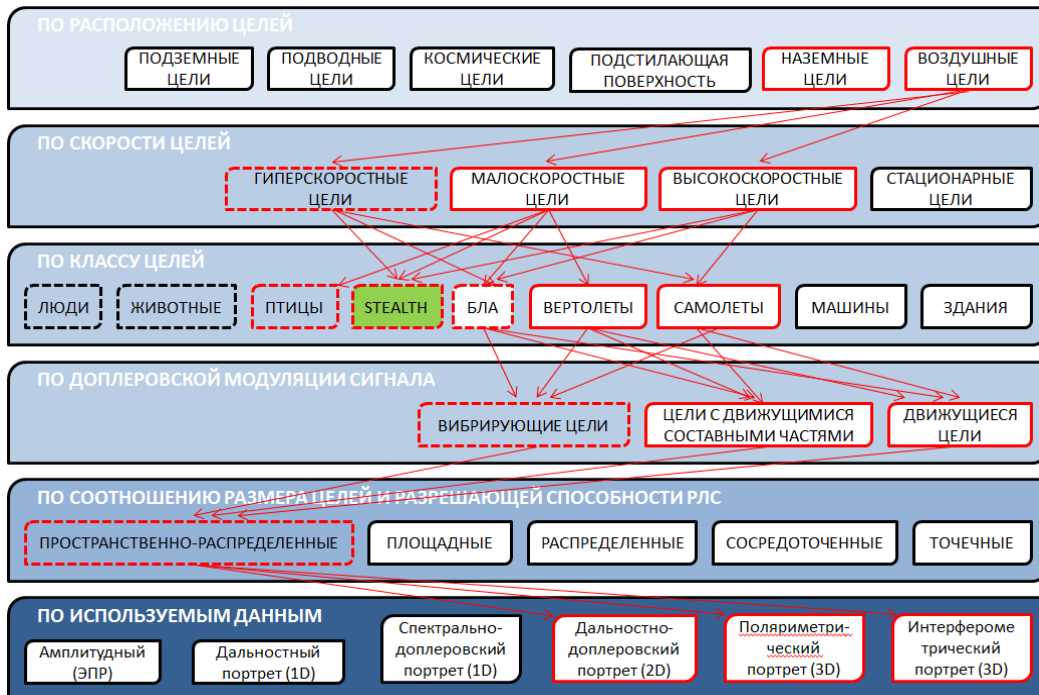 ПО РАСПОЛОЖЕНИЮ ЦЕЛЕЙ
ПОДЗЕМНЫЕ
ЦЕЛИ
ПОДВОДНЫЕ
ЦЕЛИ
КОСМИЧЕСКИЕ
ЦЕЛИ
ПОДСТИЛАЮЩАЯ
ПОВЕРХНОСТЬ
НАЗЕМНЫЕ
ЦЕЛИ
ВОЗДУШНЫЕ
ЦЕЛИ
ПО СКОРОСТИ ЦЕЛЕЙ
ГИПЕРСКОРОСТНЫЕ
ЦЕЛИ
МАЛОСКОРОСТНЫЕ
ЦЕЛИ
ВЫСОКОСКОРОСТНЫЕ
ЦЕЛИ
СТАЦИОНАРНЫЕ
ЦЕЛИ
ПО КЛАССУ ЦЕЛЕЙ
ЛЮДИ
ЖИВОТНЫЕ
ПТИЦЫ
STEALTH
БЛА
ВЕРТОЛЕТЫ
САМОЛЕТЫ
МАШИНЫ
ЗДАНИЯ
ПО ДОПЛЕРОВСКОЙ МОДУЛЯЦИИ СИГНАЛА
ВИБРИРУЮЩИЕ ЦЕЛИ
ЦЕЛИ С ДВИЖУЩИМИСЯ
СОСТАВНЫМИ ЧАСТЯМИ
ДВИЖУЩИЕСЯ
ЦЕЛИ
ПО СООТНОШЕНИЮ РАЗМЕРА ЦЕЛЕЙ И РАЗРЕШАЮЩЕЙ СПОСОБНОСТИ РЛС
ПРОСТРАНСТВЕННО-РАСПРЕДЕЛЕННЫЕ
ПЛОЩАДНЫЕ
РАСПРЕДЕЛЕННЫЕ
СОСРЕДОТОЧЕННЫЕ
ТОЧЕЧНЫЕ
ПО ИСПОЛЬЗУЕМЫМ ДАННЫМ
Амплитудный
(ЭПР)
Дальностный
портрет (1D)
Спектрально-
доплеровский
портрет (1D)
Дальностно-
доплеровский
портрет (2D)
Поляриметри-
ческий
портрет (3D)
Интерфероме
трический
портрет (3D)